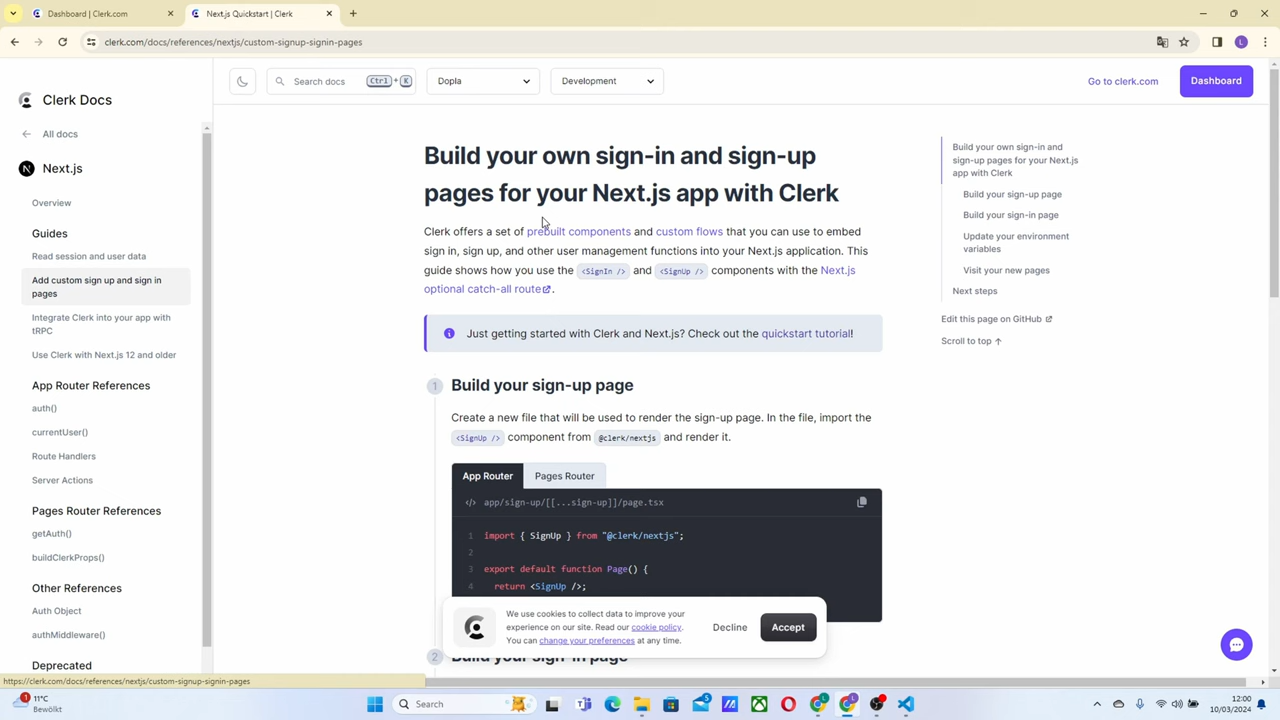 Dashboard | Clerk.com
Next.js Quickstart | Clerk
clerk.com/docs/references/nextjs/custom-signup-signin-pages
L
Clerk Docs
All docs
N
Next.js
Overview
Guides
Read session and user data
Add custom sign up and sign in
pages
Integrate Clerk into your app with
tRPC
Use Clerk with Next.js 12 and older
App Router References
auth()
currentUser()
Route Handlers
Server Actions
Pages Router References
getAuth()
buildClerkProps()
Other References
Auth Object
authMiddleware()
Deprecated
https://clerk.com/docs/references/nextjs/custom-signup-signin-pages
Search docs
Ctrl + K
Dopla
Development
Go to clerk.com
Dashboard
Build your own sign-in and sign-up
pages for your Next.js app with Clerk
Clerk offers a set of prebuilt components and custom flows that you can use to embed
sign in, sign up, and other user management functions into your Next.js application. This
guide shows how you use the <SignIn /> and <SignUp /> components with the Next.js
optional catch-all route.
Just getting started with Clerk and Next.js? Check out the quickstart tutorial!
1
Build your sign-up page
Create a new file that will be used to render the sign-up page. In the file, import the
<SignUp /> component from @clerk/nextjs and render it.
App Router
Pages Router
</> app/sign-up/[[...sign-up]]/page.tsx
1 import { SignUp } from "@clerk/nextjs";
2
3 export default function Page() {
4 return <SignUp />;
2
Build your sign-in page
We use cookies to collect data to improve your
experience on our site. Read our cookie policy.
You can change your preferences at any time.
Decline
Accept
Build your own sign-in and
sign-up pages for your Next.js
app with Clerk
Build your sign-up page
Build your sign-in page
Update your environment
variables
Visit your new pages
Next steps
Edit this page on GitHub
Scroll to top
1
11°C
Bewölkt
Search
5
12:00
10/03/2024